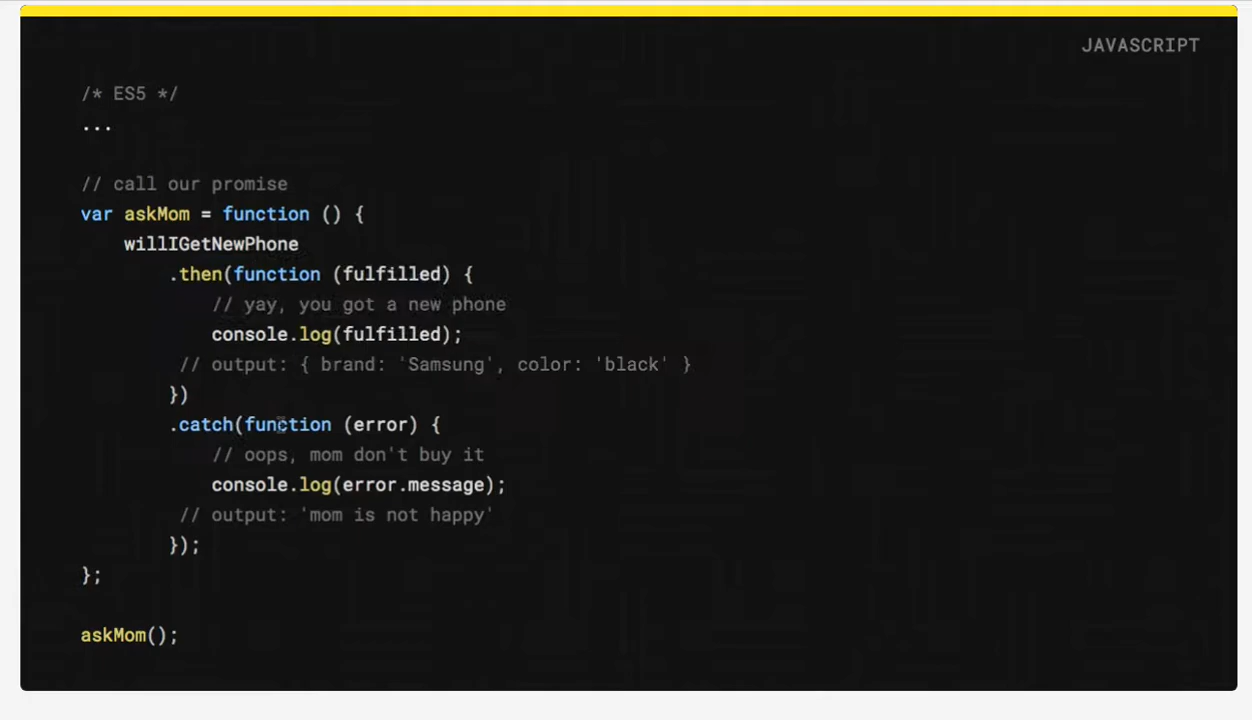 JAVASCRIPT
/* ES5 */
...
// call our promise
var askMom = function () {
willIGetNewPhone
.then(function (fulfilled) {
// yay, you got a new phone
console.log(fulfilled);
// output: { brand: 'Samsung', color: 'black' }
})
.catch(function (error) {
// oops, mom don't buy it
console.log(error.message);
// output: 'mom is not happy'
});
};
askMom();